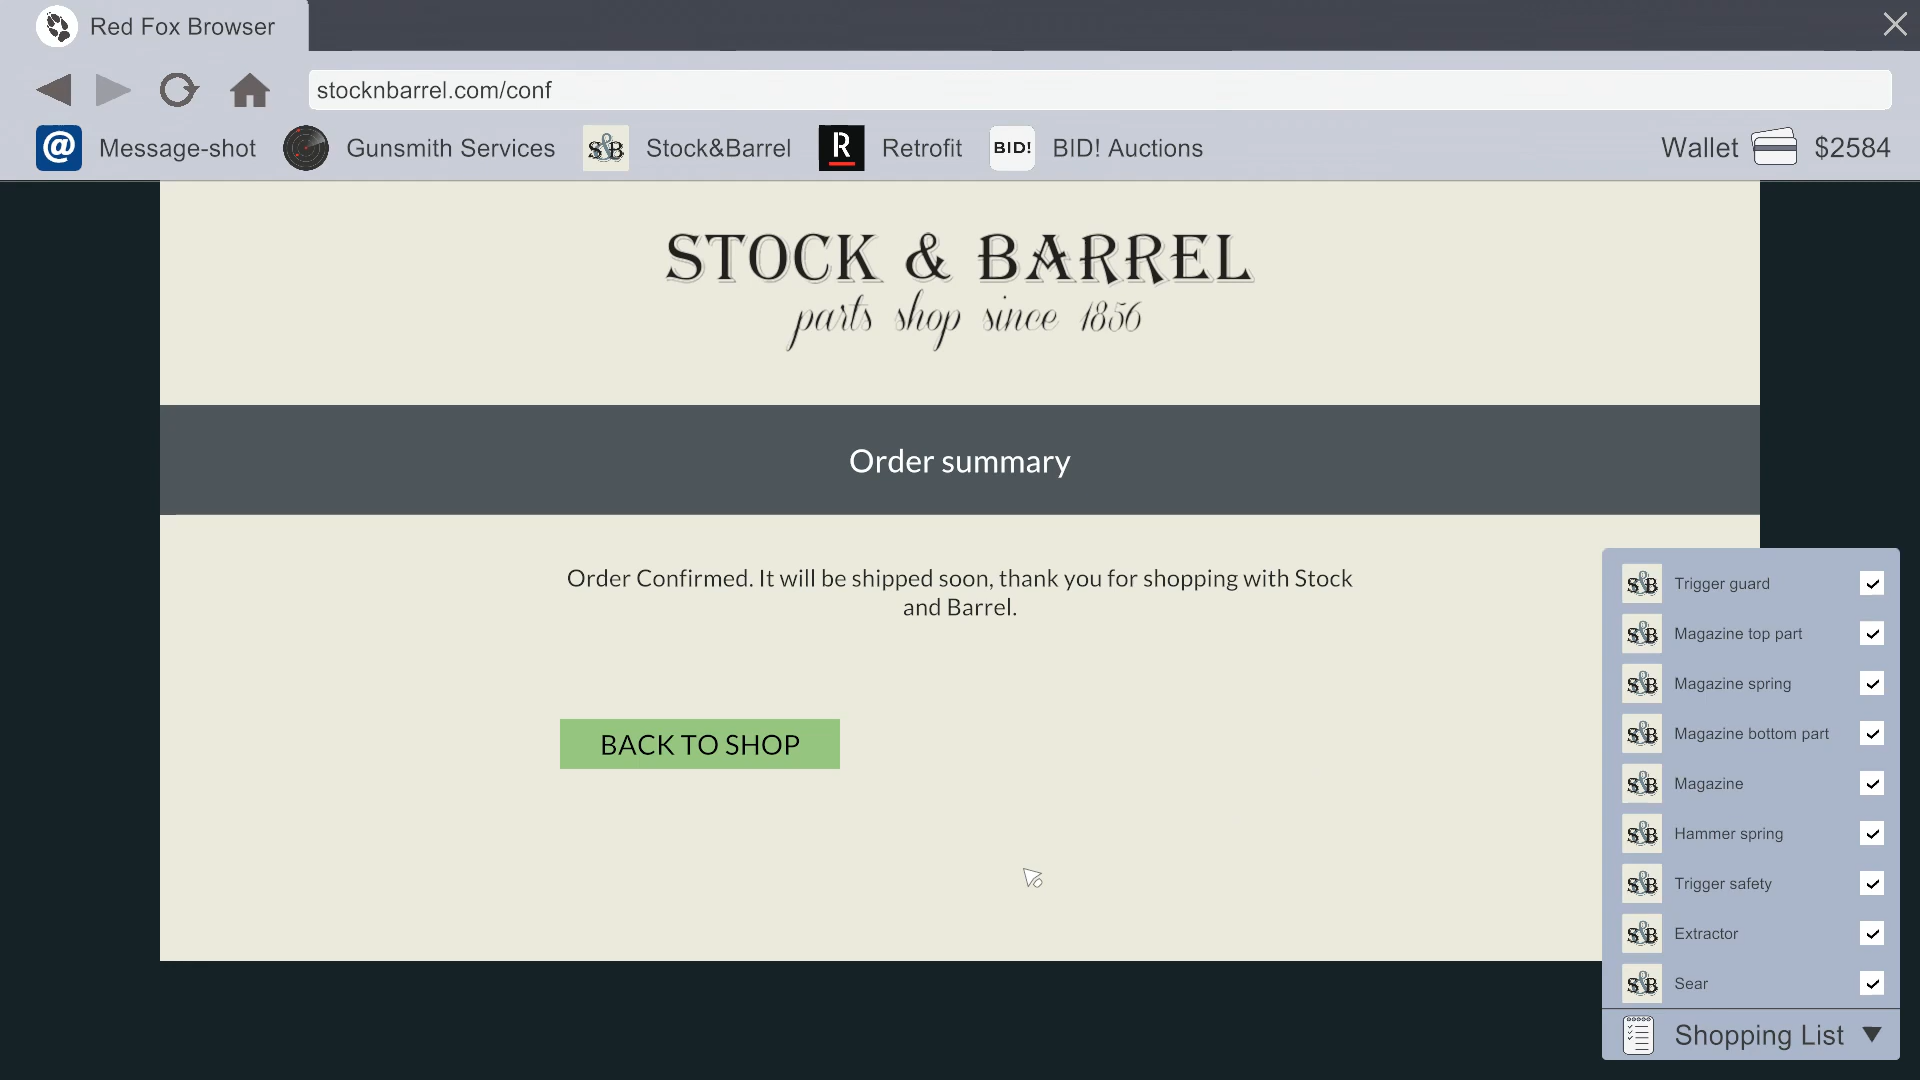 Red Fox Browser
stocknbarrel.com/conf
@ Message-shot Gunsmith Services S&B Stock&Barrel R Retrofit BID! BID! Auctions Wallet $2584
STOCK & BARREL
parts shop since 1856
Order summary
Order Confirmed. It will be shipped soon, thank you for shopping with Stock
and Barrel.
BACK TO SHOP
S&B Trigger guard
S&B Magazine top part
S&B Magazine spring
S&B Magazine bottom part
S&B Magazine
S&B Hammer spring
S&B Trigger safety
S&B Extractor
S&B Sear
Shopping List